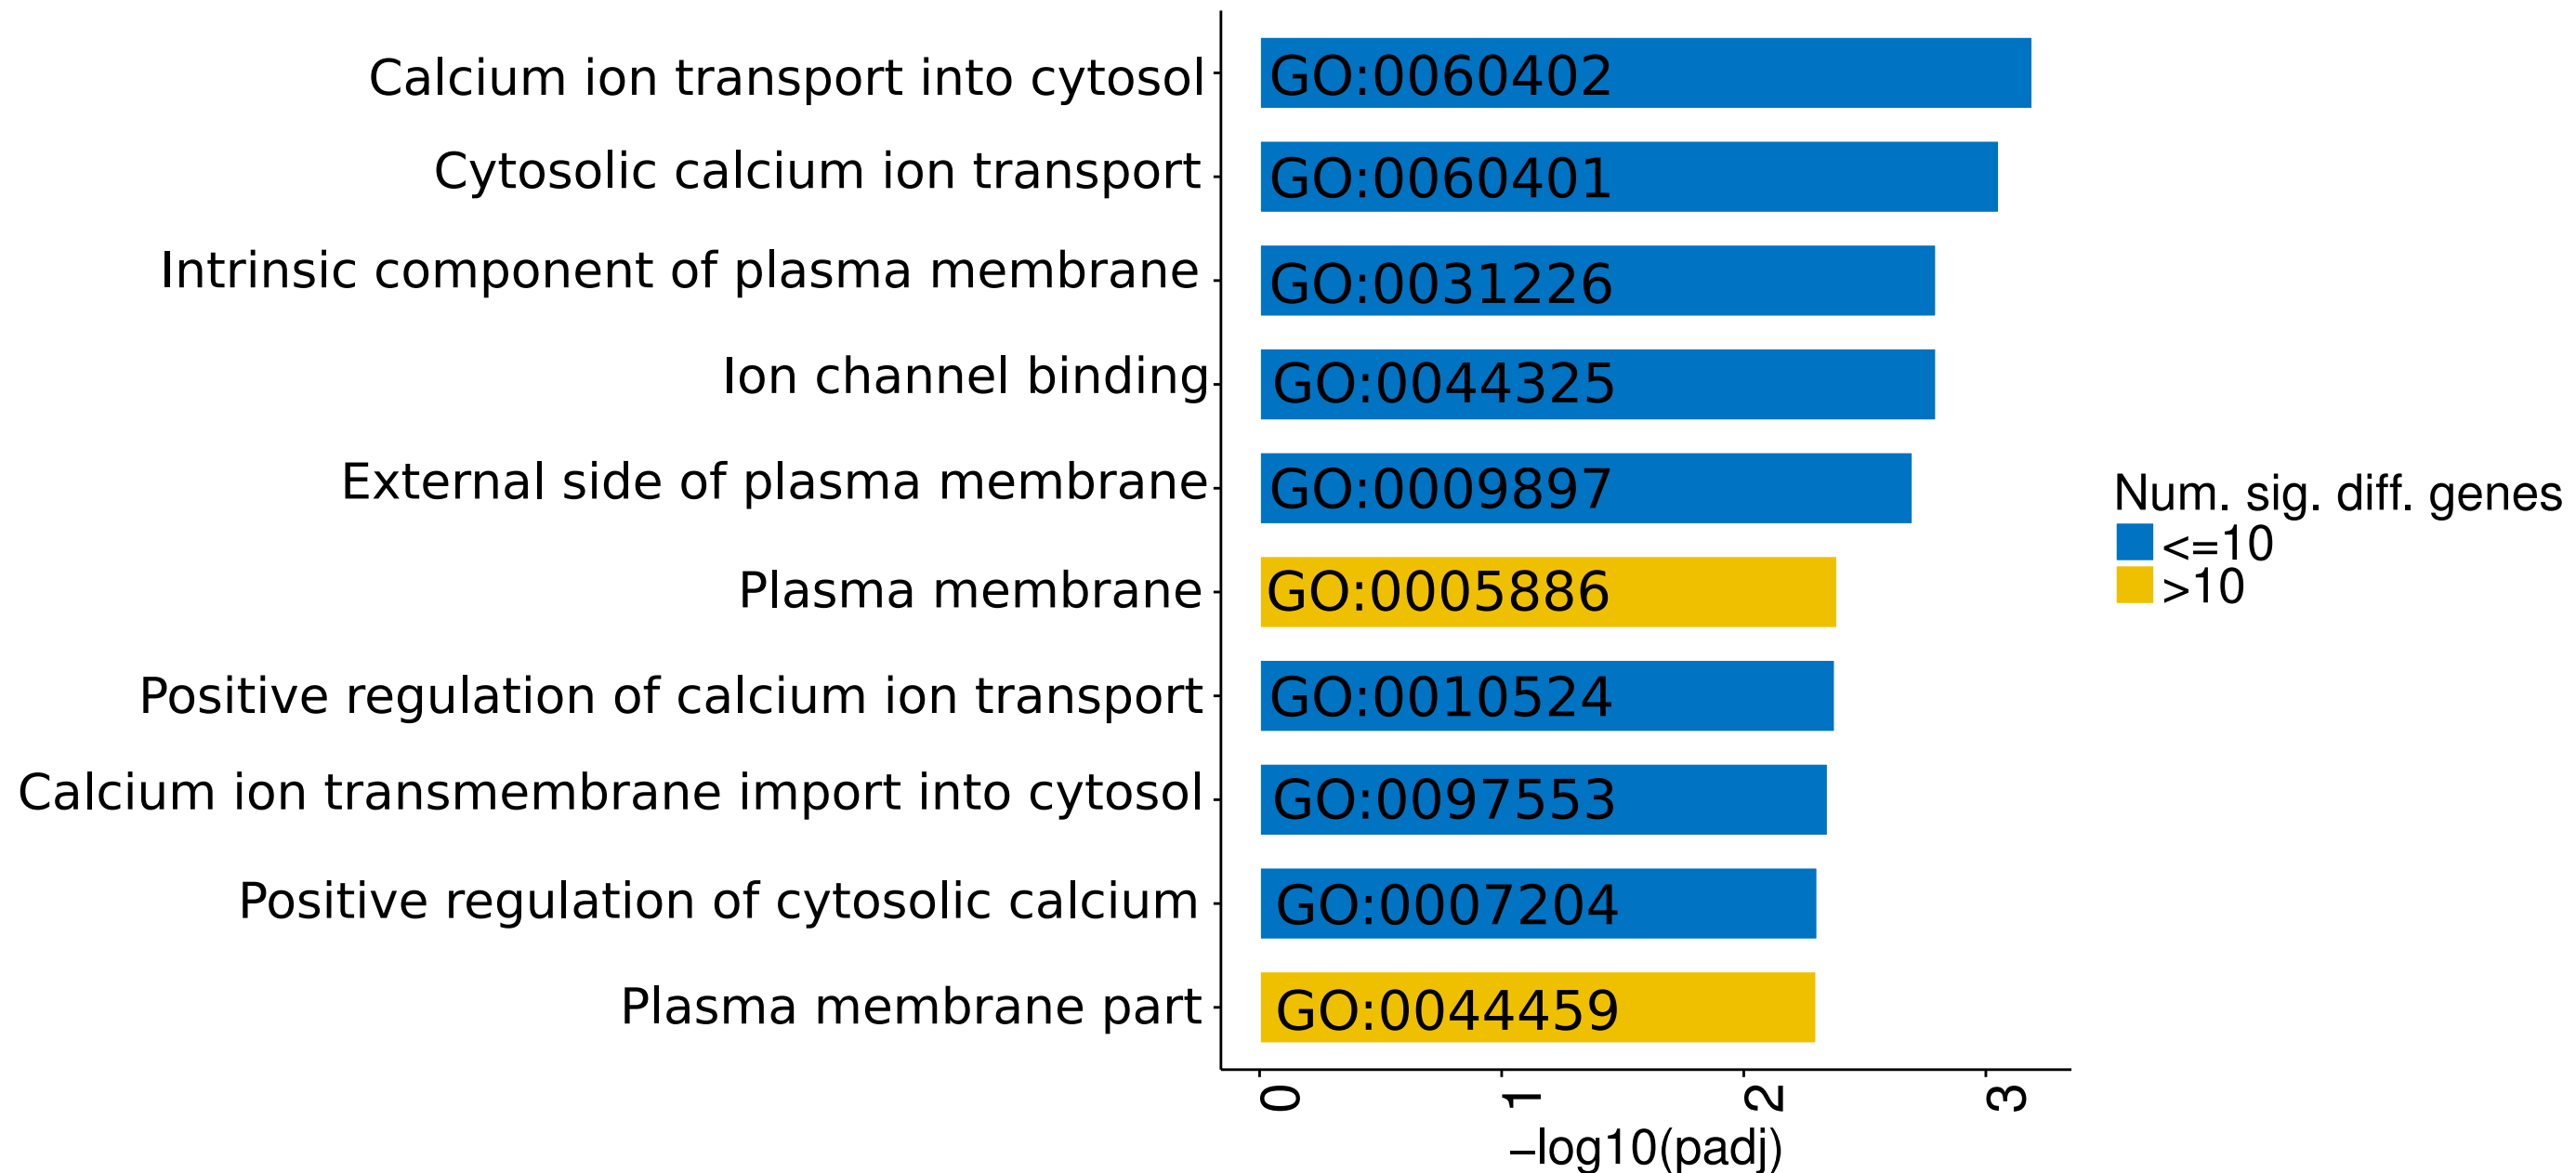 Calcium ion transport into cytosol GO:0060402
Cytosolic calcium ion transport GO:0060401
Intrinsic component of plasma membrane GO:0031226
Ion channel binding GO:0044325
External side of plasma membrane GO:0009897
Plasma membrane GO:0005886
Positive regulation of calcium ion transport GO:0010524
Calcium ion transmembrane import into cytosol GO:0097553
Positive regulation of cytosolic calcium GO:0007204
Plasma membrane part GO:0044459
0 1 2 3
−log10(padj)
Num. sig. diff. genes
<=10
>10